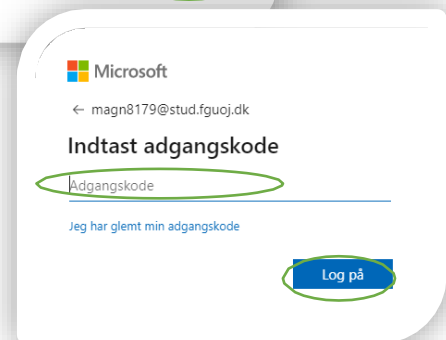 Microsoft
← magn8179@stud.fguoj.dk
Indtast adgangskode
Adgangskode
Jeg har glemt min adgangskode
Log på